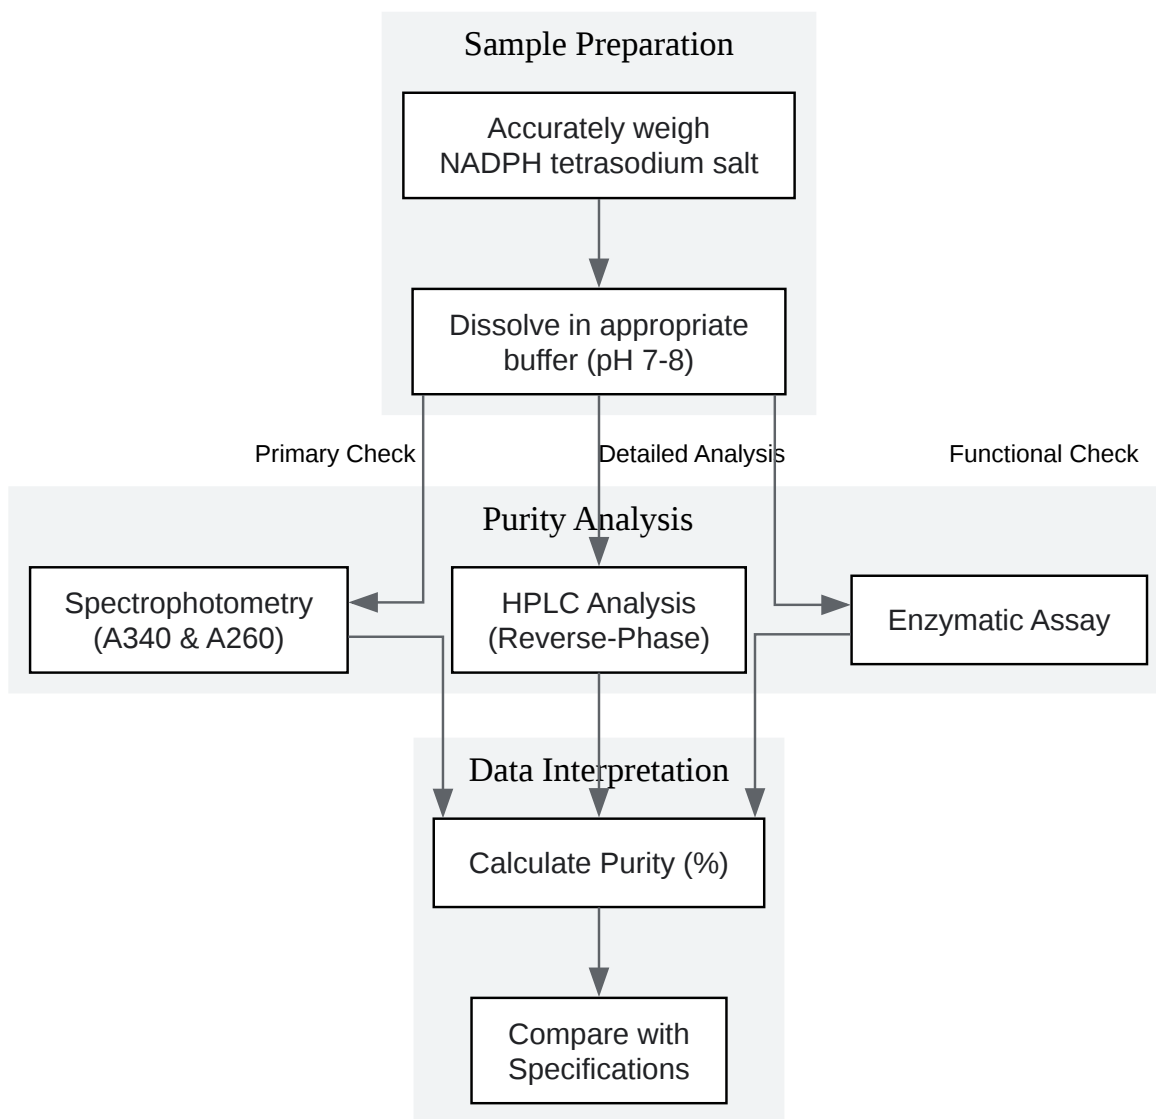 Sample Preparation
Accurately weigh
NADPH tetrasodium salt
Dissolve in appropriate
buffer (pH 7-8)
Primary Check
Detailed Analysis
Functional Check
Purity Analysis
Spectrophotometry
(A340 & A260)
HPLC Analysis
(Reverse-Phase)
Enzymatic Assay
Data Interpretation
Calculate Purity (%)
Compare with
Specifications